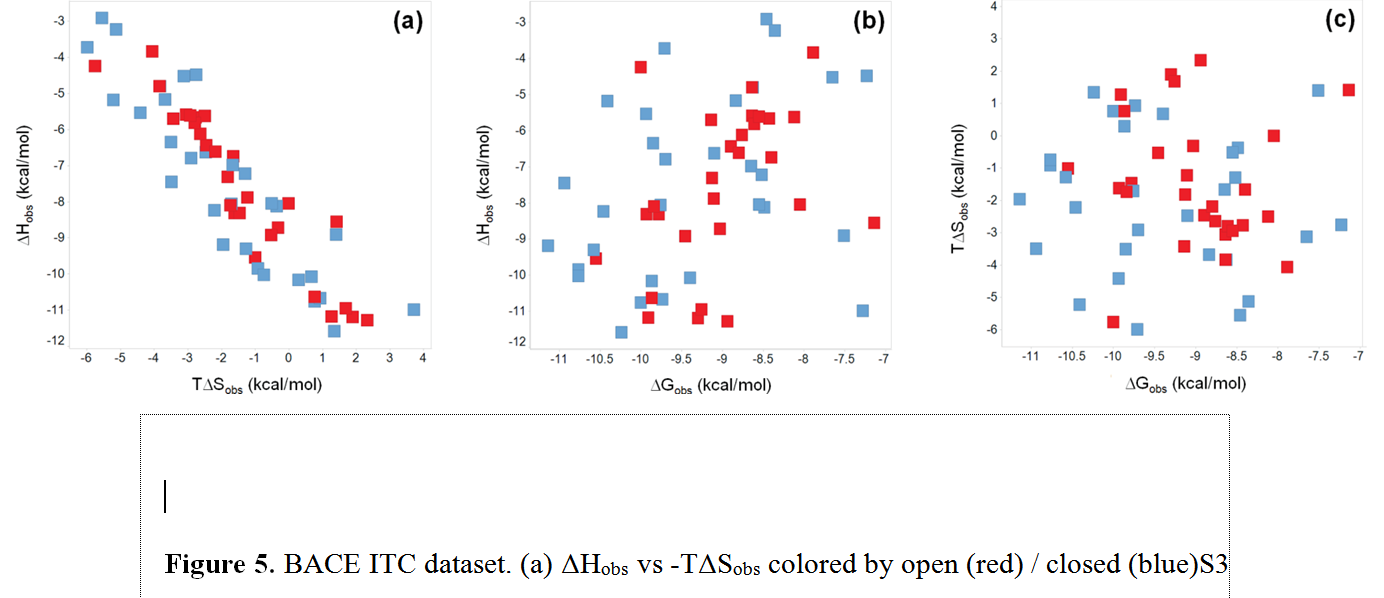 (a)
-3
-4
-5
-6
-7
-8
-9
-10
-11
-12
ΔHobs (kcal/mol)
-6 -5 -4 -3 -2 -1 0 1 2 3 4
TΔSobs (kcal/mol)
(b)
-3
-4
-5
-6
-7
-8
-9
-10
-11
-12
ΔHobs (kcal/mol)
-11 -10.5 -10 -9.5 -9 -8.5 -8 -7.5 -7
ΔGobs (kcal/mol)
(c)
4
3
2
1
0
-1
-2
-3
-4
-5
-6
TΔSobs (kcal/mol)
-11 -10.5 -10 -9.5 -9 -8.5 -8 -7.5 -7
ΔGobs (kcal/mol)
Figure 5. BACE ITC dataset. (a) ΔHobs vs -TΔSobs colored by open (red) / closed (blue)S3